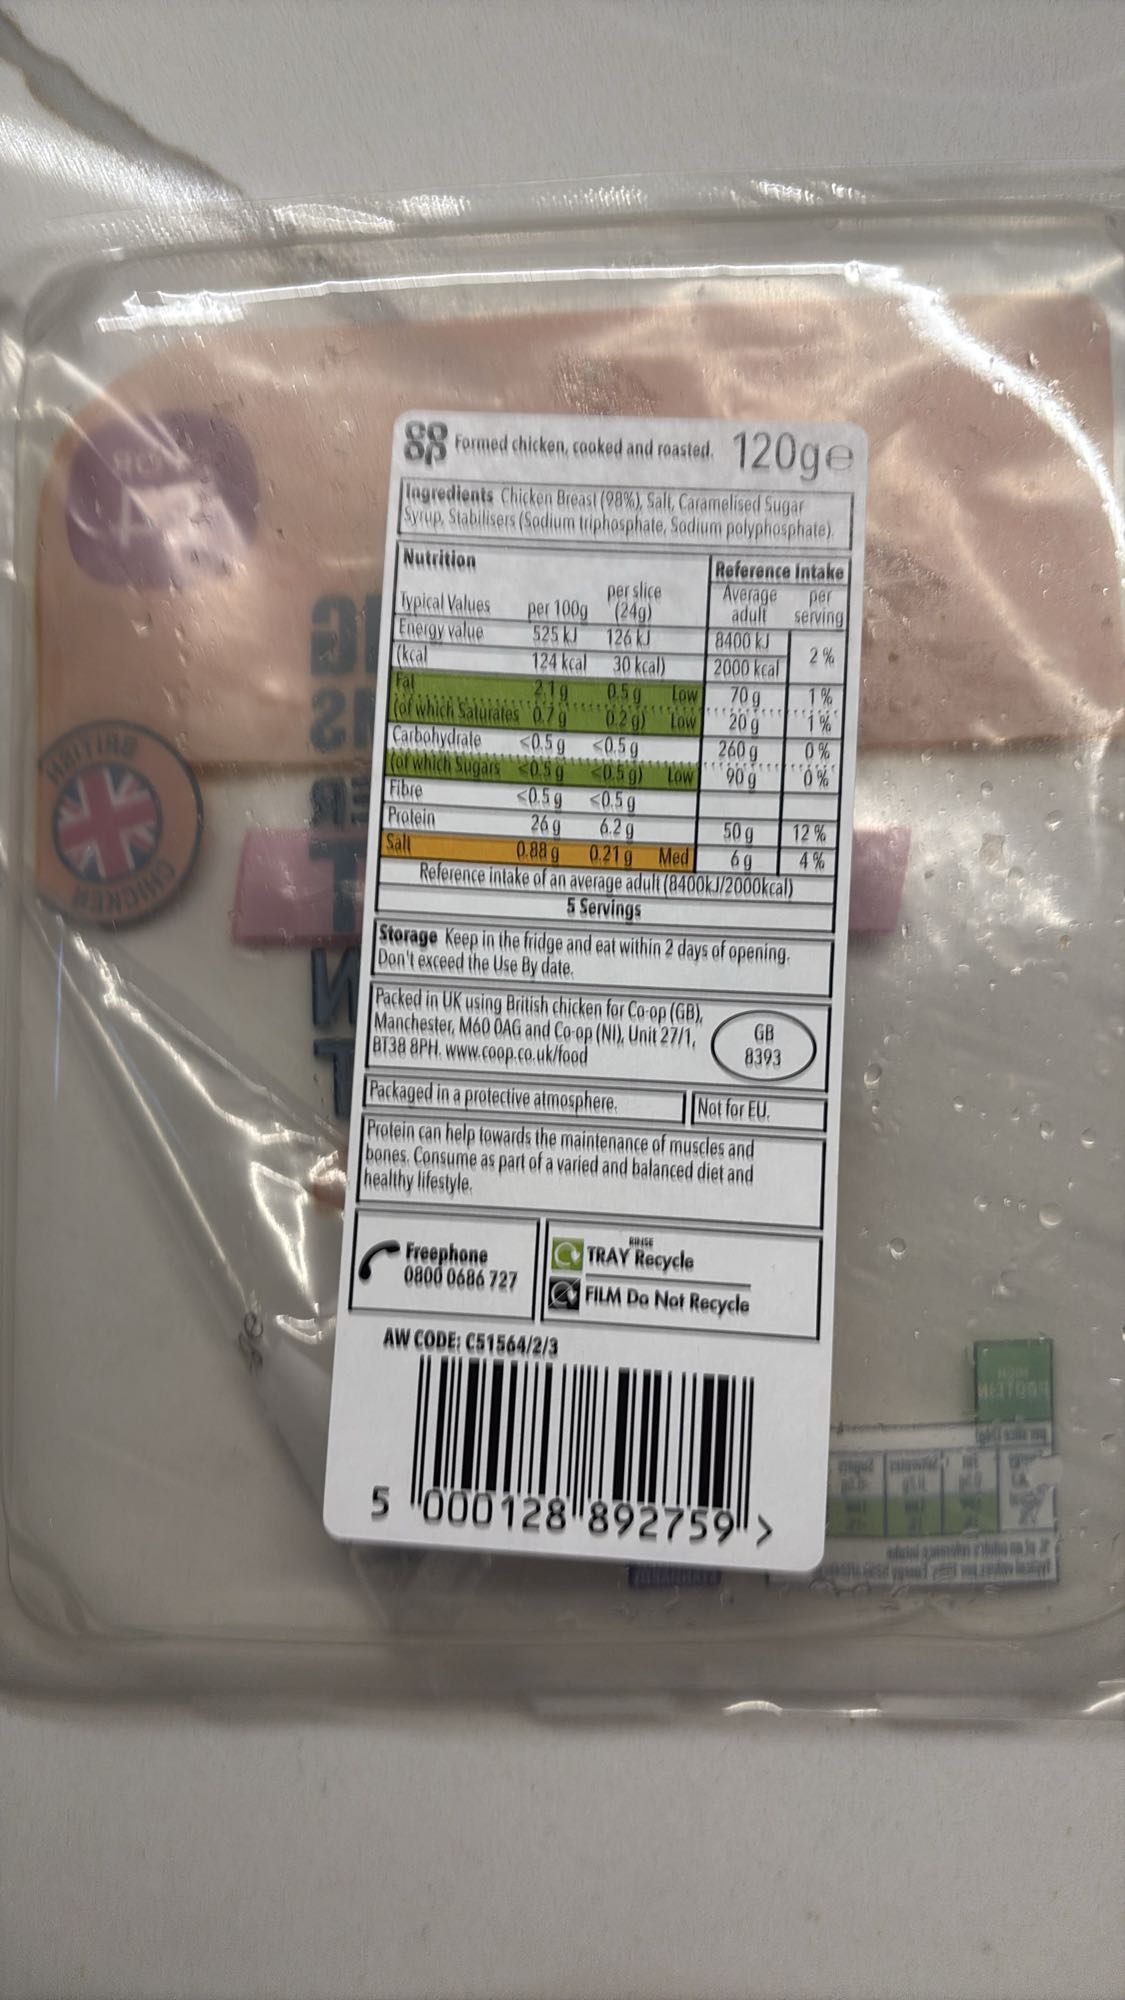 CO OP Formed chicken, cooked and roasted. 120g e
Ingredients Chicken Breast (98%), Salt, Caramelised Sugar
Syrup, Stabilisers (Sodium triphosphate, Sodium polyphosphate).
Nutrition Reference Intake
Typical Values per 100g per slice (24g) Average adult per serving
Energy value 525 kJ 126 kJ 8400 kJ 2%
(kcal 124 kcal 30 kcal) 2000 kcal
Fat 2.1g 0.5g Low 70g 1%
(of which Saturates 0.7g 0.2g) Low 20g 1%
Carbohydrate <0.5g <0.5g 260g 0%
(of which Sugars <0.5g <0.5g) Low 90g 0%
Fibre <0.5g <0.5g
Protein 26g 6.2g 50g 12%
Salt 0.88g 0.21g Med 6g 4%
Reference intake of an average adult (8400kJ/2000kcal)
5 Servings
Storage Keep in the fridge and eat within 2 days of opening.
Don't exceed the Use By date.
Packed in UK using British chicken for Co-op (GB),
Manchester, M60 0AG and Co-op (NI), Unit 27/1,
BT38 8PH. www.coop.co.uk/food
GB
8393
Packaged in a protective atmosphere.
Not for EU.
Protein can help towards the maintenance of muscles and
bones. Consume as part of a varied and balanced diet and
healthy lifestyle.
Freephone
0800 0686 727
RINSE
TRAY Recycle
FILM Do Not Recycle
AW CODE: C51564/2/3
5 000128 892759 >
BRITISH
CHICKEN
HIGH
PROTEIN